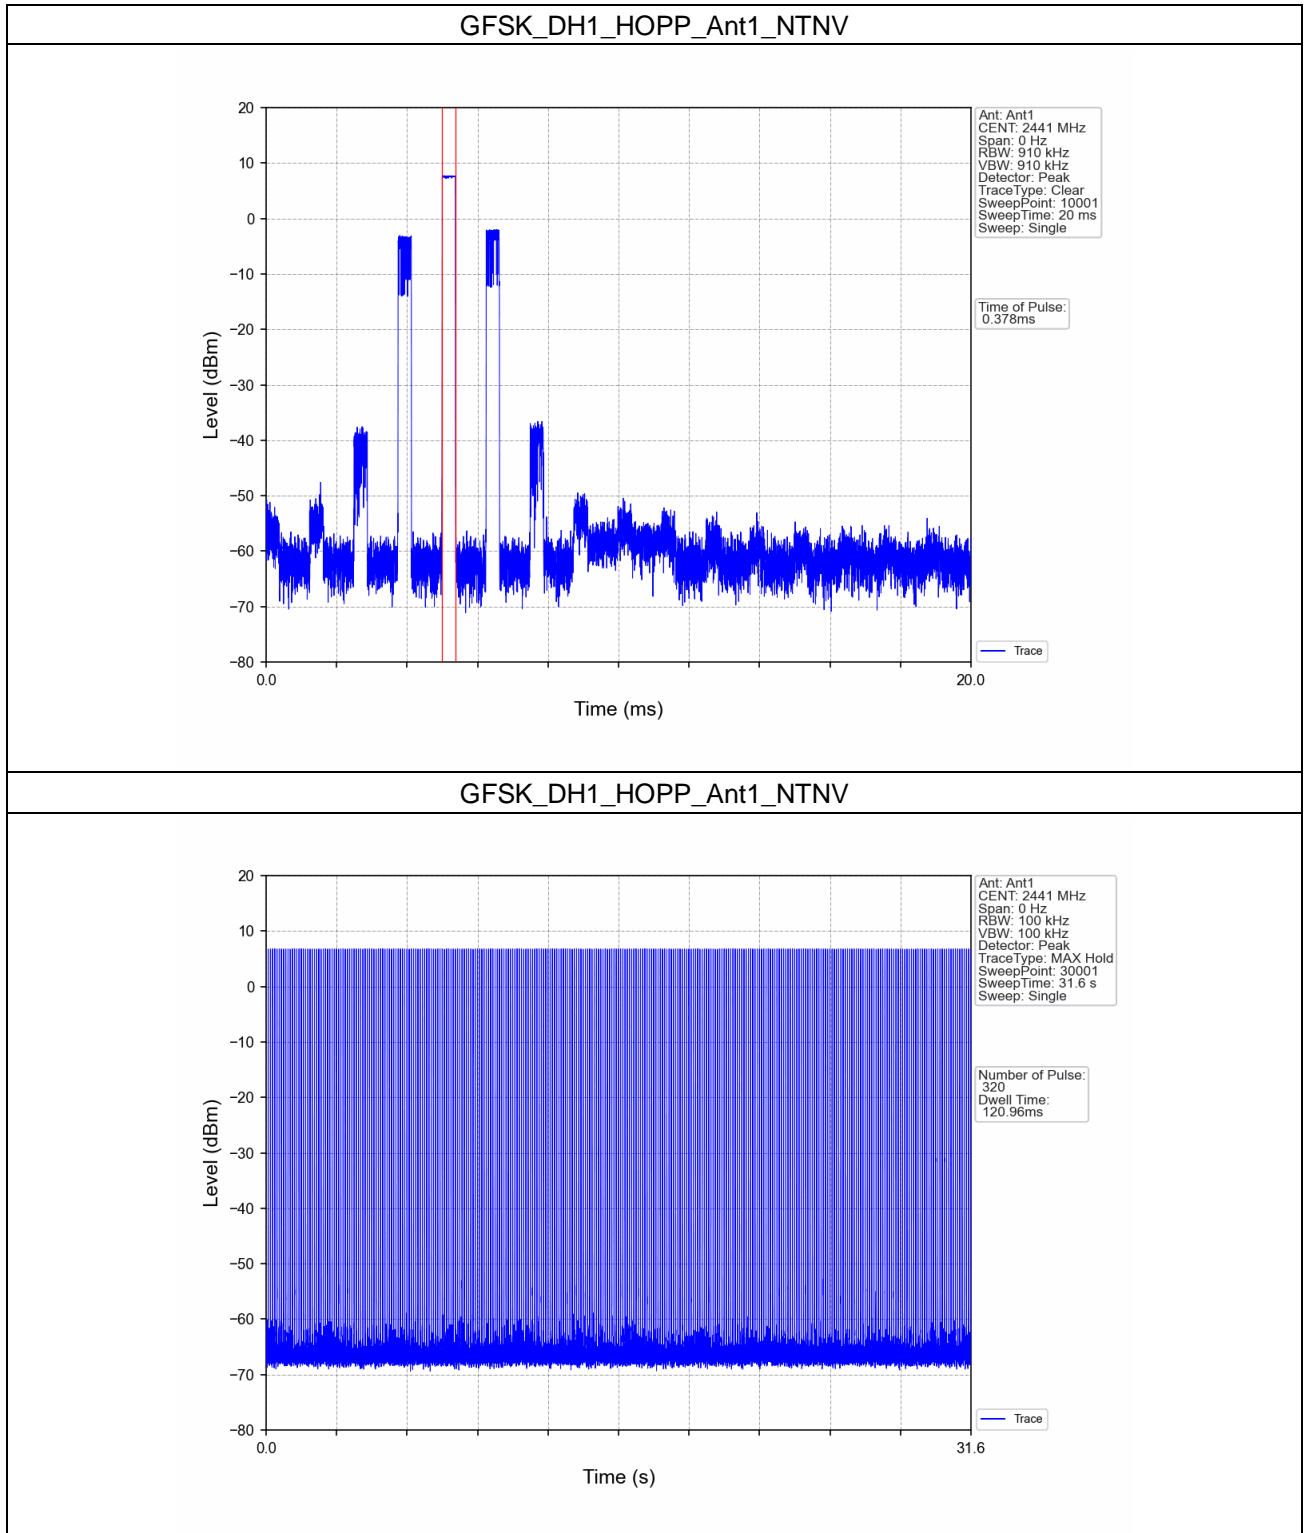 GFSK_DH1_HOPP_Ant1_NTNV
20
10
0
−10
−20
−30
−40
−50
−60
−70
−80
Level (dBm)
0.0
20.0
Time (ms)
Ant: Ant1
CENT: 2441 MHz
Span: 0 Hz
RBW: 910 kHz
VBW: 910 kHz
Detector: Peak
TraceType: Clear
SweepPoint: 10001
SweepTime: 20 ms
Sweep: Single
Time of Pulse:
0.378ms
Trace
GFSK_DH1_HOPP_Ant1_NTNV
20
10
0
−10
−20
−30
−40
−50
−60
−70
−80
Level (dBm)
0.0
31.6
Time (s)
Ant: Ant1
CENT: 2441 MHz
Span: 0 Hz
RBW: 100 kHz
VBW: 100 kHz
Detector: Peak
TraceType: MAX Hold
SweepPoint: 30001
SweepTime: 31.6 s
Sweep: Single
Number of Pulse:
320
Dwell Time:
120.96ms
Trace